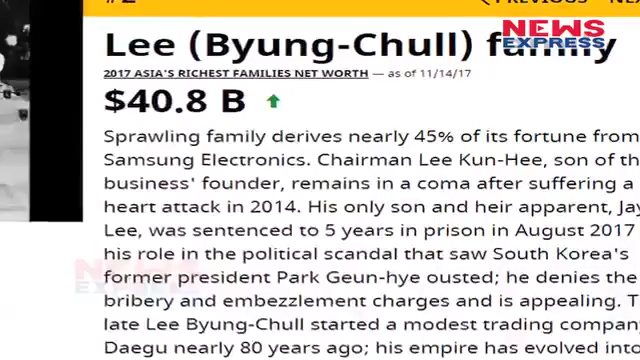 #2
NEWS
EXPRESS
Lee (Byung-Chull) family
2017 ASIA'S RICHEST FAMILIES NET WORTH — as of 11/14/17
$40.8 B
Sprawling family derives nearly 45% of its fortune from
Samsung Electronics. Chairman Lee Kun-Hee, son of th
business' founder, remains in a coma after suffering a
heart attack in 2014. His only son and heir apparent, Jay
Lee, was sentenced to 5 years in prison in August 2017
his role in the political scandal that saw South Korea's
former president Park Geun-hye ousted; he denies the
bribery and embezzlement charges and is appealing. T
late Lee Byung-Chull started a modest trading company
Daegu nearly 80 years ago; his empire has evolved into
NEWS
EXPRESS